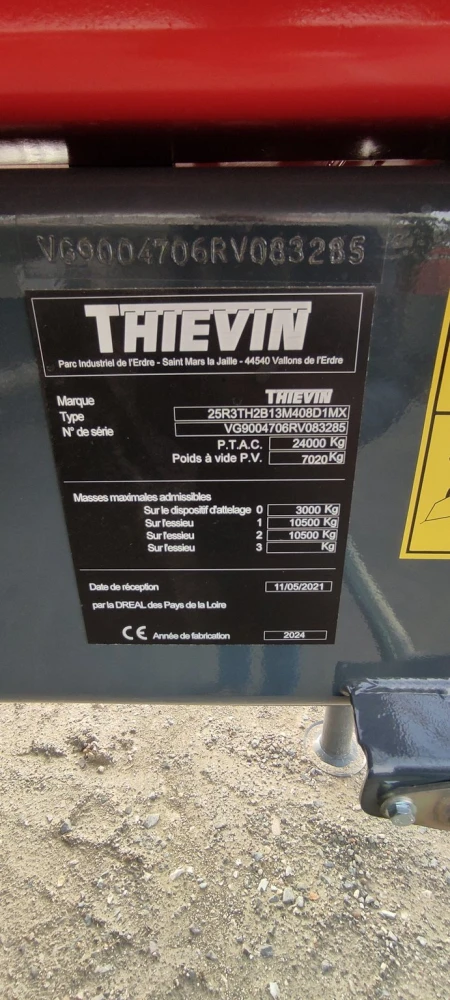 VG9004706RV083285
THIEVIN
Parc Industriel de l'Erdre - Saint Mars la Jaille - 44540 Vallons de l'Erdre
Marque THIEVIN
Type 25R3TH2B13M408D1MX
N° de série VG9004706RV083285
P.T.A.C. 24000 Kg
Poids à vide P.V. 7020 Kg
Masses maximales admissibles
Sur le dispositif d'attelage 0 3000 Kg
Sur l'essieu 1 10500 Kg
Sur l'essieu 2 10500 Kg
Sur l'essieu 3 Kg
Date de réception 11/05/2021
par la DREAL des Pays de la Loire
CE Année de fabrication 2024